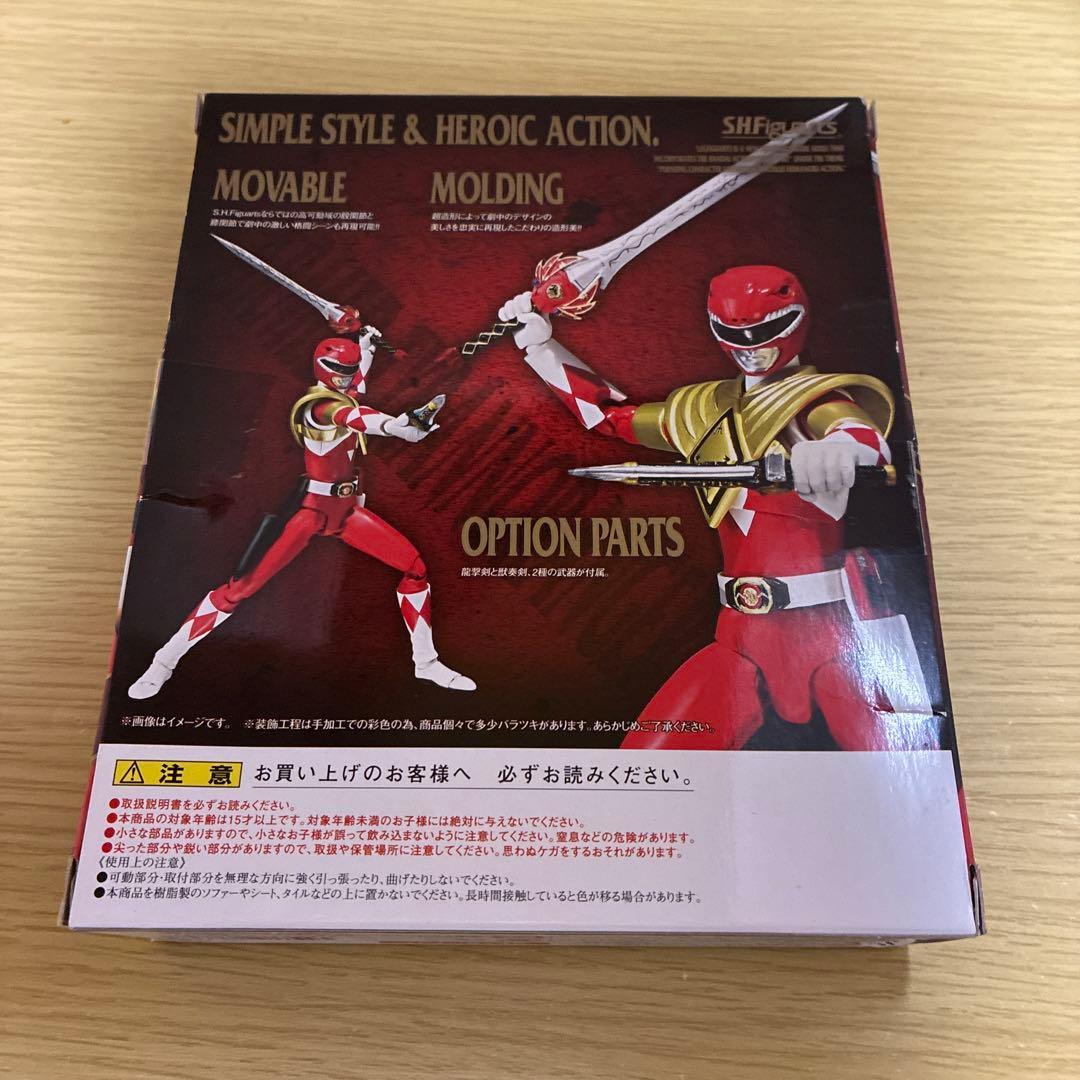 SIMPLE STYLE & HEROIC ACTION.
S.H.Figuarts
MOVABLE
S.H.Figuartsならではの高可動域の股関節と
膝関節で劇中の激しい格闘シーンも再現可能!!
MOLDING
超造形によって劇中のデザインの
美しさを忠実に再現したこだわりの造形美!!
OPTION PARTS
龍撃剣と獣奏剣、2種の武器が付属。
※画像はイメージです。 ※装飾工程は手加工での彩色の為、商品個々で多少バラツキがあります。あらかじめご了承ください。
注意 お買い上げのお客様へ 必ずお読みください。
●取扱説明書を必ずお読みください。
●本商品の対象年齢は15才以上です。対象年齢未満のお子様には絶対に与えないでください。
●小さな部品がありますので、小さなお子様が誤って飲み込まないように注意してください。窒息などの危険があります。
●尖った部分や鋭い部分がありますので、取扱や保管場所に注意してください。思わぬケガをするおそれがあります。
《使用上の注意》
●可動部分・取付部分を無理な方向に強く引っ張ったり、曲げたりしないでください。
●本商品を樹脂製のソファーやシート、タイルなどの上に置かないでください。長時間接触していると色が移る場合があります。